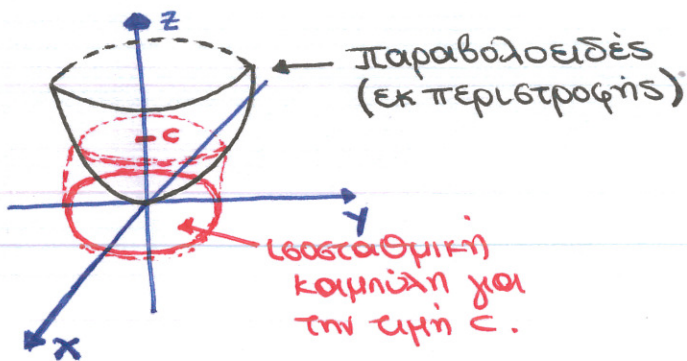 z
παραβολοειδές
(εκ περιστροφής)
c
y
ισοσταθμική
καμπύλη για
την τιμή c.
x